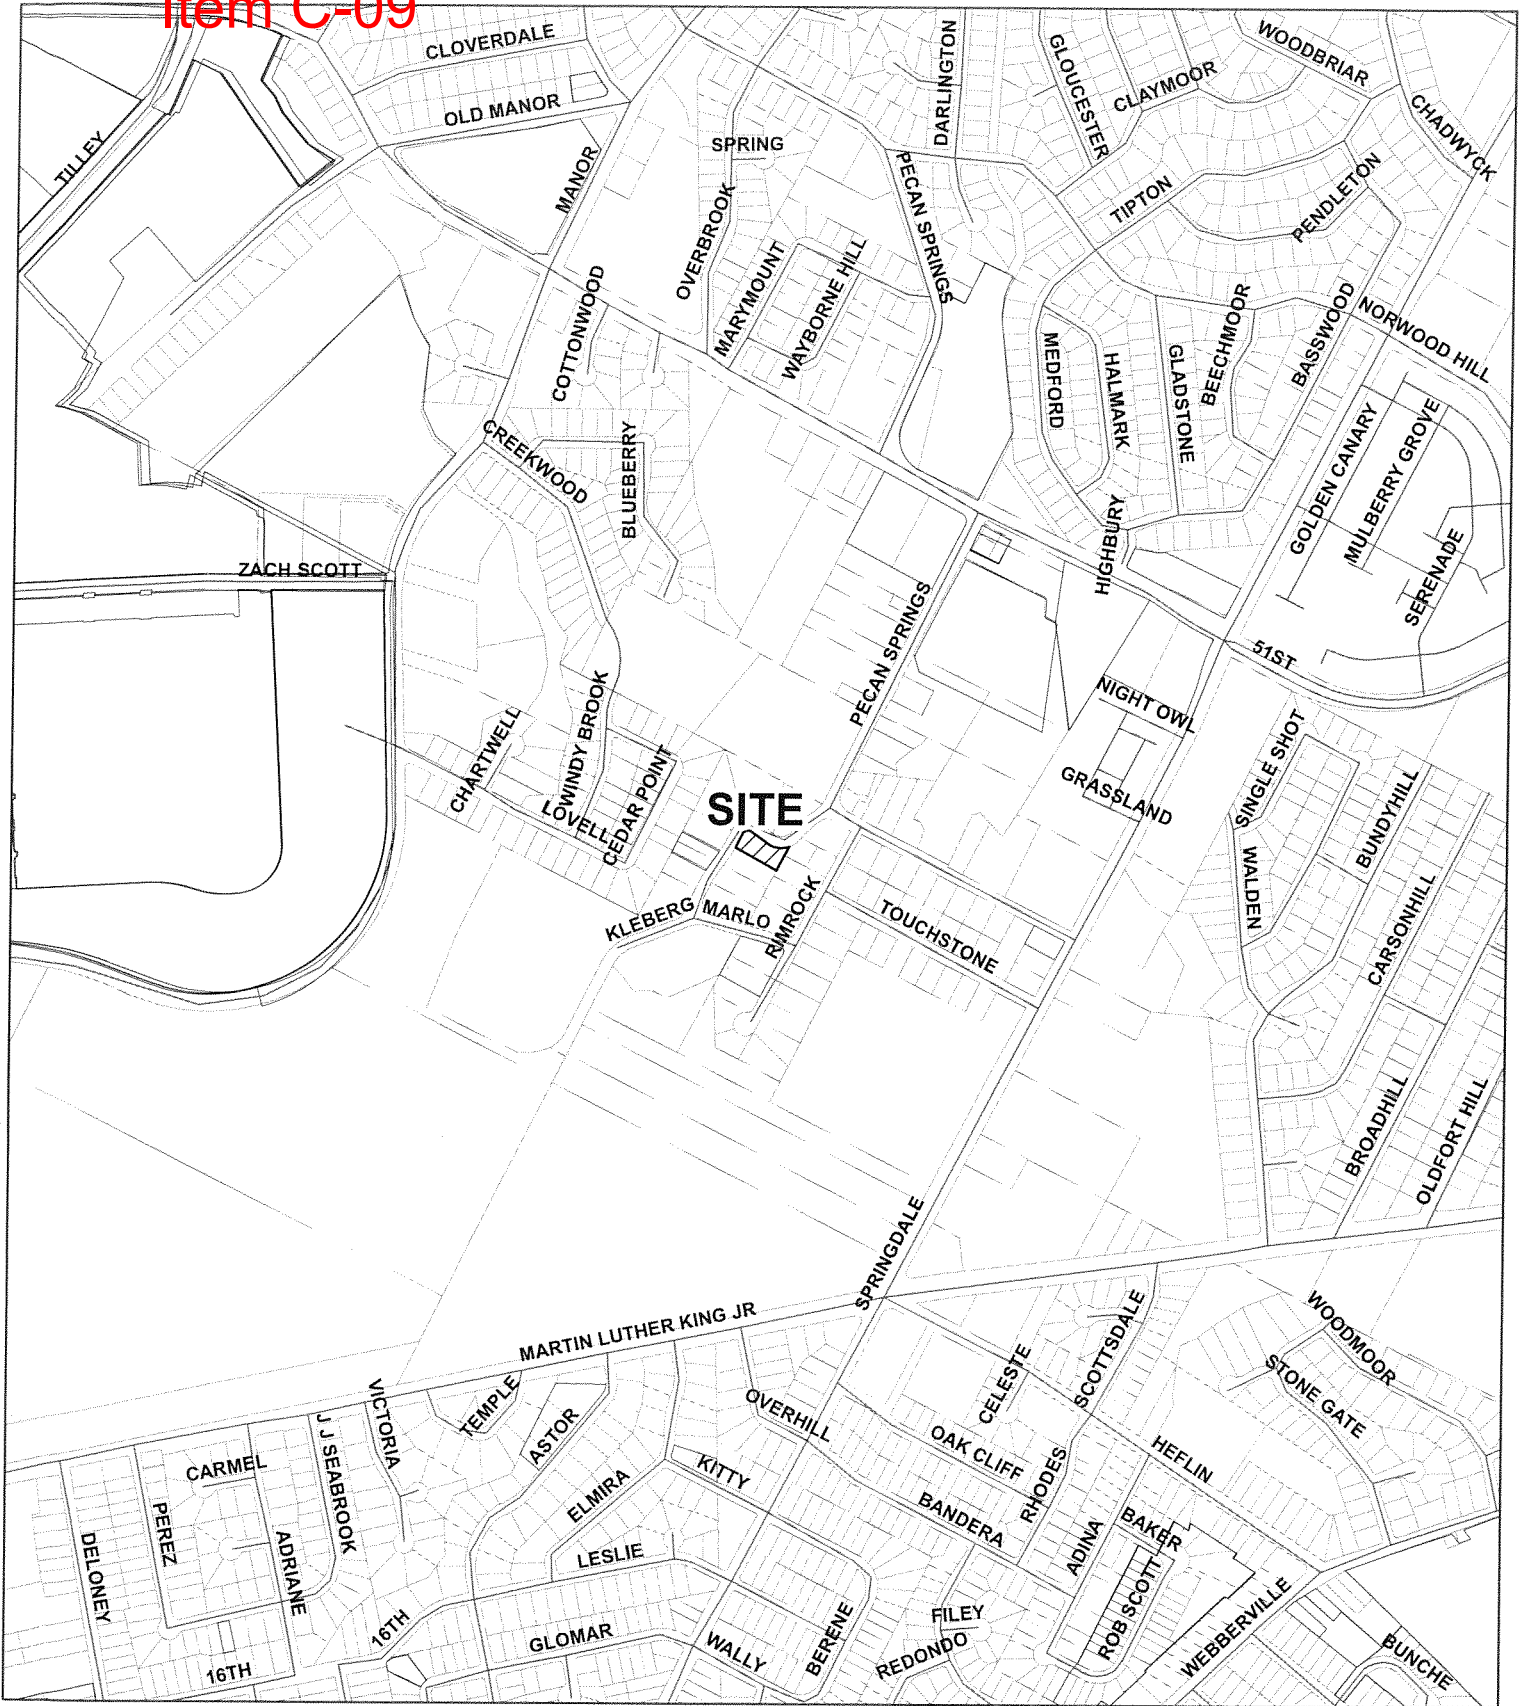 Item C-09
CLOVERDALE
OLD MANOR
TILLEY
MANOR
SPRING
DARLINGTON
GLOUCESTER
CLAYMOOR
WOODBRIAR
CHADWYCK
PECAN SPRINGS
TIPTON
PENDLETON
OVERBROOK
MARYMOUNT
WAYBORNE HILL
COTTONWOOD
MEDFORD
HALMARK
GLADSTONE
BEECHMOOR
BASSWOOD
NORWOOD HILL
CREEKWOOD
BLUEBERRY
GOLDEN CANARY
MULBERRY GROVE
SERENADE
HIGHBURY
ZACH SCOTT
PECAN SPRINGS
51ST
NIGHT OWL
GRASSLAND
SINGLE SHOT
BUNDYHILL
WALDEN
CARSONHILL
CHARTWELL
WINDY BROOK
LOVELL
CEDAR POINT
SITE
KLEBERG
MARLO
RIMROCK
TOUCHSTONE
BROADHILL
OLDFORT HILL
SPRINGDALE
MARTIN LUTHER KING JR
WOODMOOR
STONE GATE
SCOTTSDALE
CELESTE
VICTORIA
TEMPLE
ASTOR
OVERHILL
OAK CLIFF
HEFLIN
J J SEABROOK
CARMEL
KITTY
ELMIRA
RHODES
BANDERA
BAKER
ADINA
PEREZ
DELONEY
ADRIANE
LESLIE
ROB SCOTT
16TH
GLOMAR
WALLY
BERENE
FILEY
REDONDO
WEBBERVILLE
BUNCHE
16TH